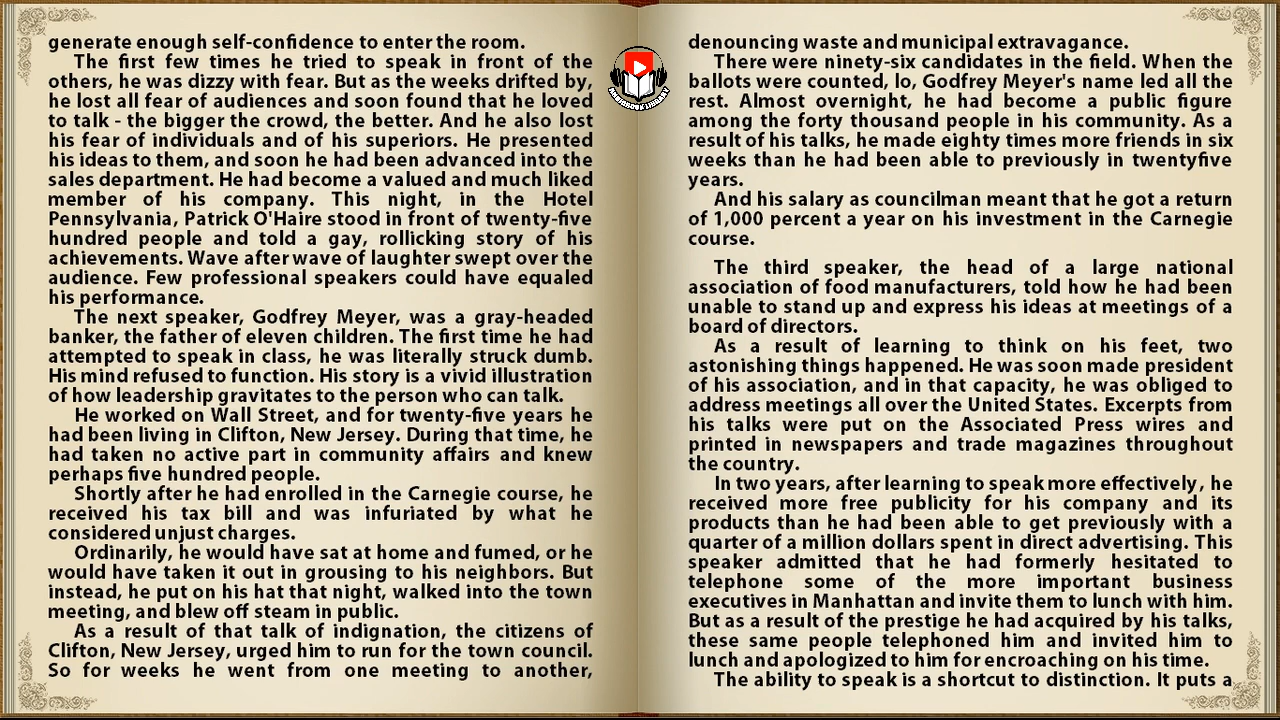 generate enough self-confidence to enter the room.
The first few times he tried to speak in front of the
others, he was dizzy with fear. But as the weeks drifted by,
he lost all fear of audiences and soon found that he loved
to talk - the bigger the crowd, the better. And he also lost
his fear of individuals and of his superiors. He presented
his ideas to them, and soon he had been advanced into the
sales department. He had become a valued and much liked
member of his company. This night, in the Hotel
Pennsylvania, Patrick O'Haire stood in front of twenty-five
hundred people and told a gay, rollicking story of his
achievements. Wave after wave of laughter swept over the
audience. Few professional speakers could have equaled
his performance.
The next speaker, Godfrey Meyer, was a gray-headed
banker, the father of eleven children. The first time he had
attempted to speak in class, he was literally struck dumb.
His mind refused to function. His story is a vivid illustration
of how leadership gravitates to the person who can talk.
He worked on Wall Street, and for twenty-five years he
had been living in Clifton, New Jersey. During that time, he
had taken no active part in community affairs and knew
perhaps five hundred people.
Shortly after he had enrolled in the Carnegie course, he
received his tax bill and was infuriated by what he
considered unjust charges.
Ordinarily, he would have sat at home and fumed, or he
would have taken it out in grousing to his neighbors. But
instead, he put on his hat that night, walked into the town
meeting, and blew off steam in public.
As a result of that talk of indignation, the citizens of
Clifton, New Jersey, urged him to run for the town council.
So for weeks he went from one meeting to another,
denouncing waste and municipal extravagance.
There were ninety-six candidates in the field. When the
ballots were counted, lo, Godfrey Meyer's name led all the
rest. Almost overnight, he had become a public figure
among the forty thousand people in his community. As a
result of his talks, he made eighty times more friends in six
weeks than he had been able to previously in twentyfive
years.
And his salary as councilman meant that he got a return
of 1,000 percent a year on his investment in the Carnegie
course.
The third speaker, the head of a large national
association of food manufacturers, told how he had been
unable to stand up and express his ideas at meetings of a
board of directors.
As a result of learning to think on his feet, two
astonishing things happened. He was soon made president
of his association, and in that capacity, he was obliged to
address meetings all over the United States. Excerpts from
his talks were put on the Associated Press wires and
printed in newspapers and trade magazines throughout
the country.
In two years, after learning to speak more effectively, he
received more free publicity for his company and its
products than he had been able to get previously with a
quarter of a million dollars spent in direct advertising. This
speaker admitted that he had formerly hesitated to
telephone some of the more important business
executives in Manhattan and invite them to lunch with him.
But as a result of the prestige he had acquired by his talks,
these same people telephoned him and invited him to
lunch and apologized to him for encroaching on his time.
The ability to speak is a shortcut to distinction. It puts a